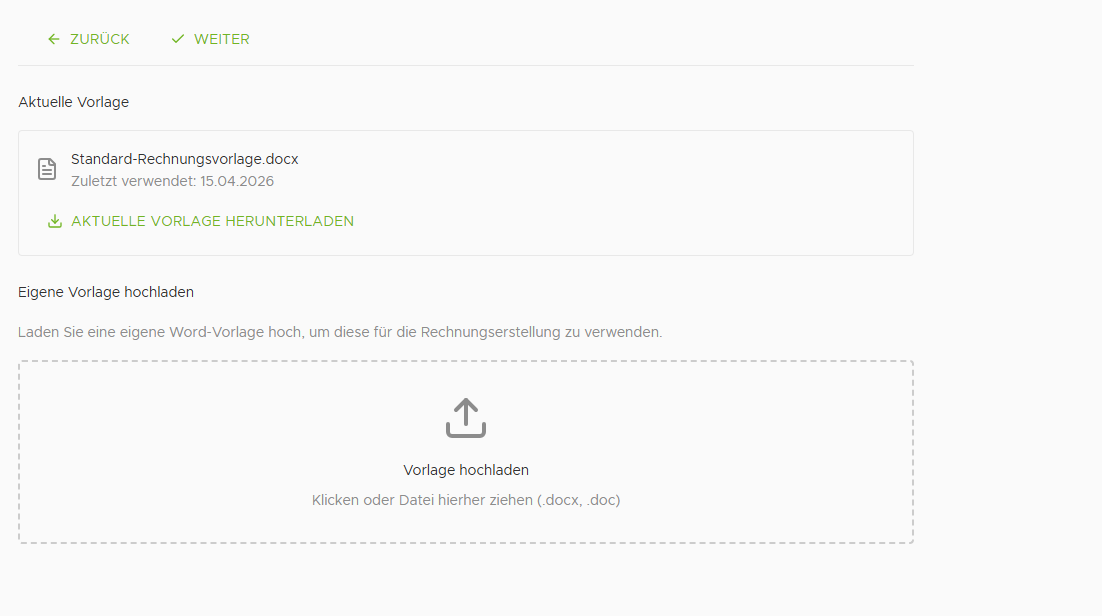 ZURÜCK WEITER
Aktuelle Vorlage
Standard-Rechnungsvorlage.docx
Zuletzt verwendet: 15.04.2026
AKTUELLE VORLAGE HERUNTERLADEN
Eigene Vorlage hochladen
Laden Sie eine eigene Word-Vorlage hoch, um diese für die Rechnungserstellung zu verwenden.
Vorlage hochladen
Klicken oder Datei hierher ziehen (.docx, .doc)